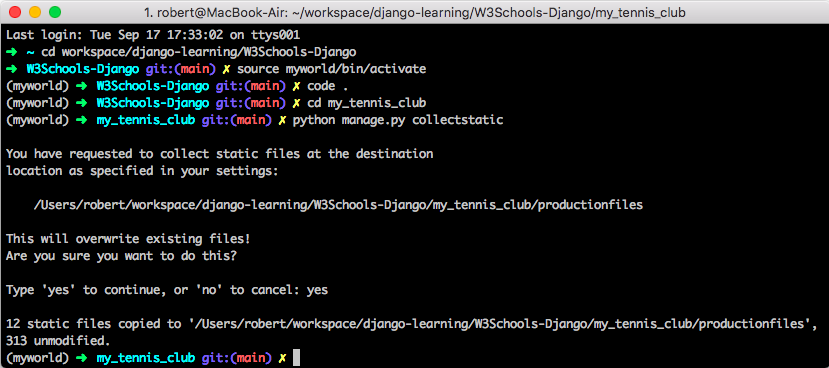 1. robert@MacBook-Air: ~/workspace/django-learning/W3Schools-Django/my_tennis_club
Last login: Tue Sep 17 17:33:02 on ttys001
➜ ~ cd workspace/django-learning/W3Schools-Django
➜ W3Schools-Django git:(main) ✗ source myworld/bin/activate
(myworld) ➜ W3Schools-Django git:(main) ✗ code .
(myworld) ➜ W3Schools-Django git:(main) ✗ cd my_tennis_club
(myworld) ➜ my_tennis_club git:(main) ✗ python manage.py collectstatic
You have requested to collect static files at the destination
location as specified in your settings:
/Users/robert/workspace/django-learning/W3Schools-Django/my_tennis_club/productionfiles
This will overwrite existing files!
Are you sure you want to do this?
Type 'yes' to continue, or 'no' to cancel: yes
12 static files copied to '/Users/robert/workspace/django-learning/W3Schools-Django/my_tennis_club/productionfiles',
313 unmodified.
(myworld) ➜ my_tennis_club git:(main) ✗